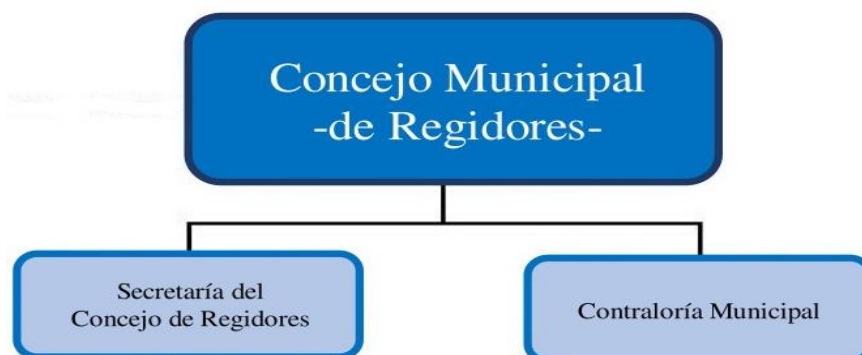 Concejo Municipal
-de Regidores-
Secretaría del
Concejo de Regidores
Contraloría Municipal